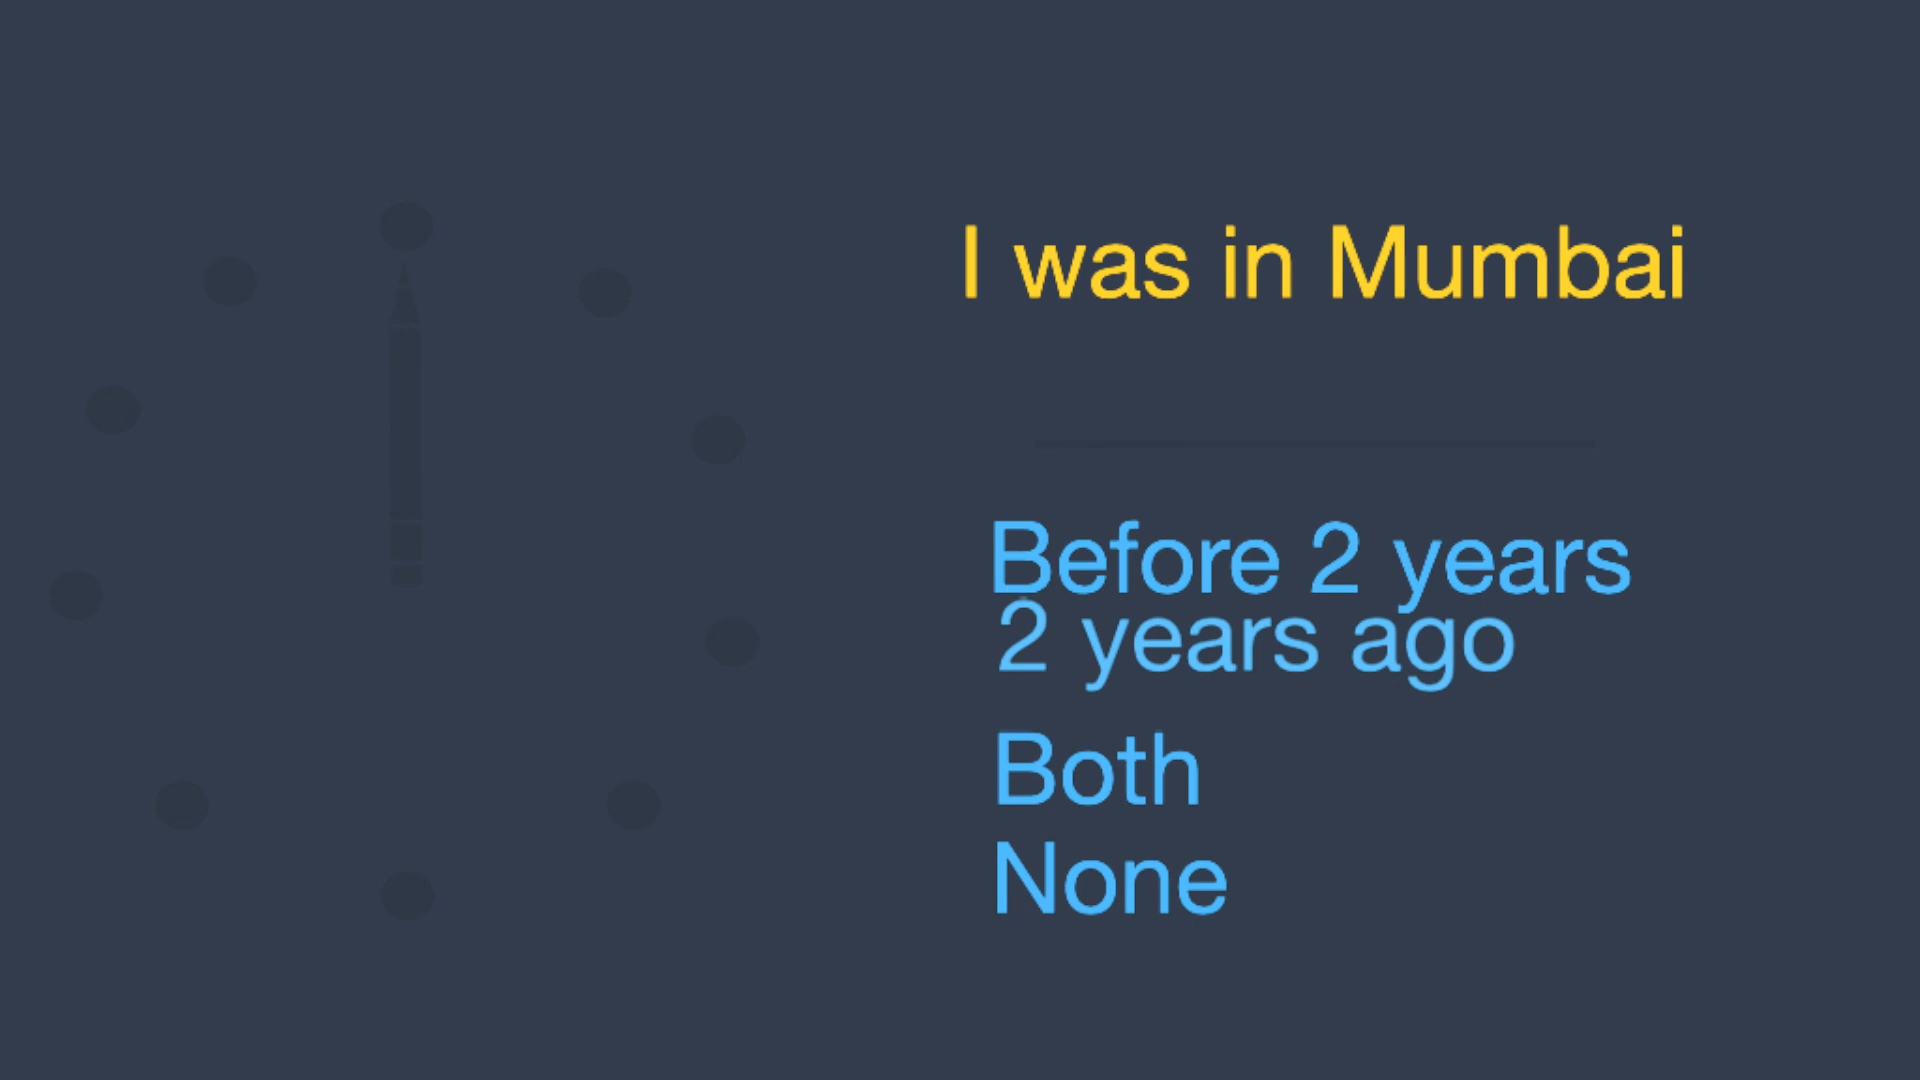 I was in Mumbai
Before 2 years
2 years ago
Both
None